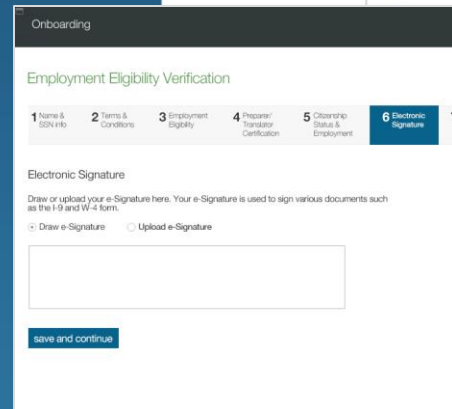 Onboarding
Employment Eligibility Verification
1 Name &
SSN info
2 Terms &
Conditions
3 Employment
Eligibility
4 Preparer/
Translator
Certification
5 Citizenship
Status &
Employment
6 Electronic
Signature
Electronic Signature
Draw or upload your e-Signature here. Your e-Signature is used to sign various documents such
as the I-9 and W-4 form.
Draw e-Signature Upload e-Signature
save and continue